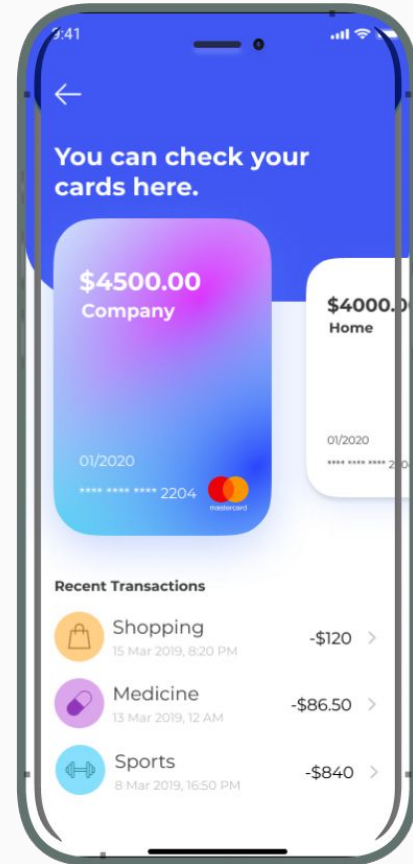 9:41
You can check your
cards here.
$4500.00
Company
01/2020
**** **** **** 2204
mastercard
$4000.0
Home
01/2020
**** **** **** 220
Recent Transactions
Shopping
15 Mar 2019, 8:20 PM
-$120
Medicine
13 Mar 2019, 12 AM
-$86.50
Sports
8 Mar 2019, 16:50 PM
-$840